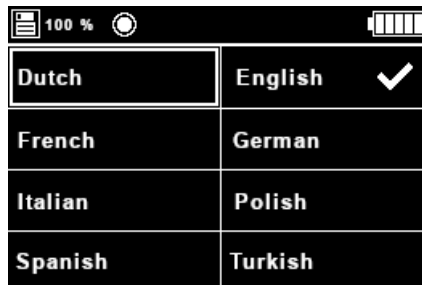 100 %
Dutch English
French German
Italian Polish
Spanish Turkish